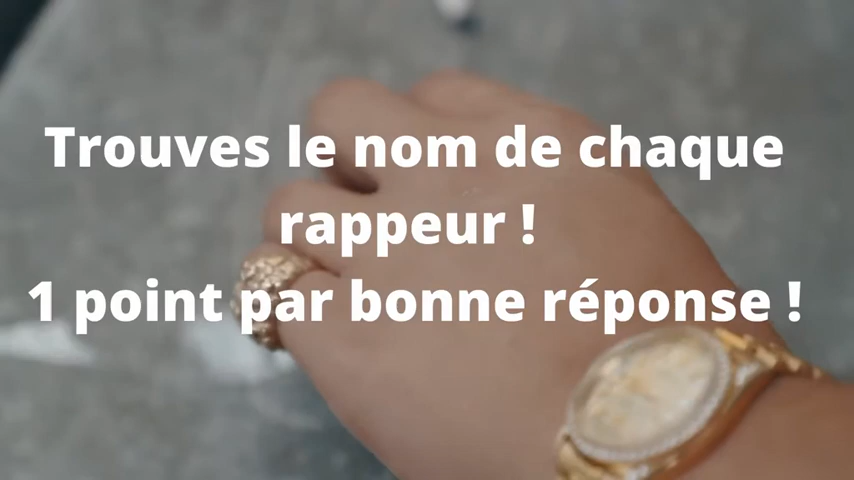 Trouves le nom de chaque
rappeur !
1 point par bonne réponse !